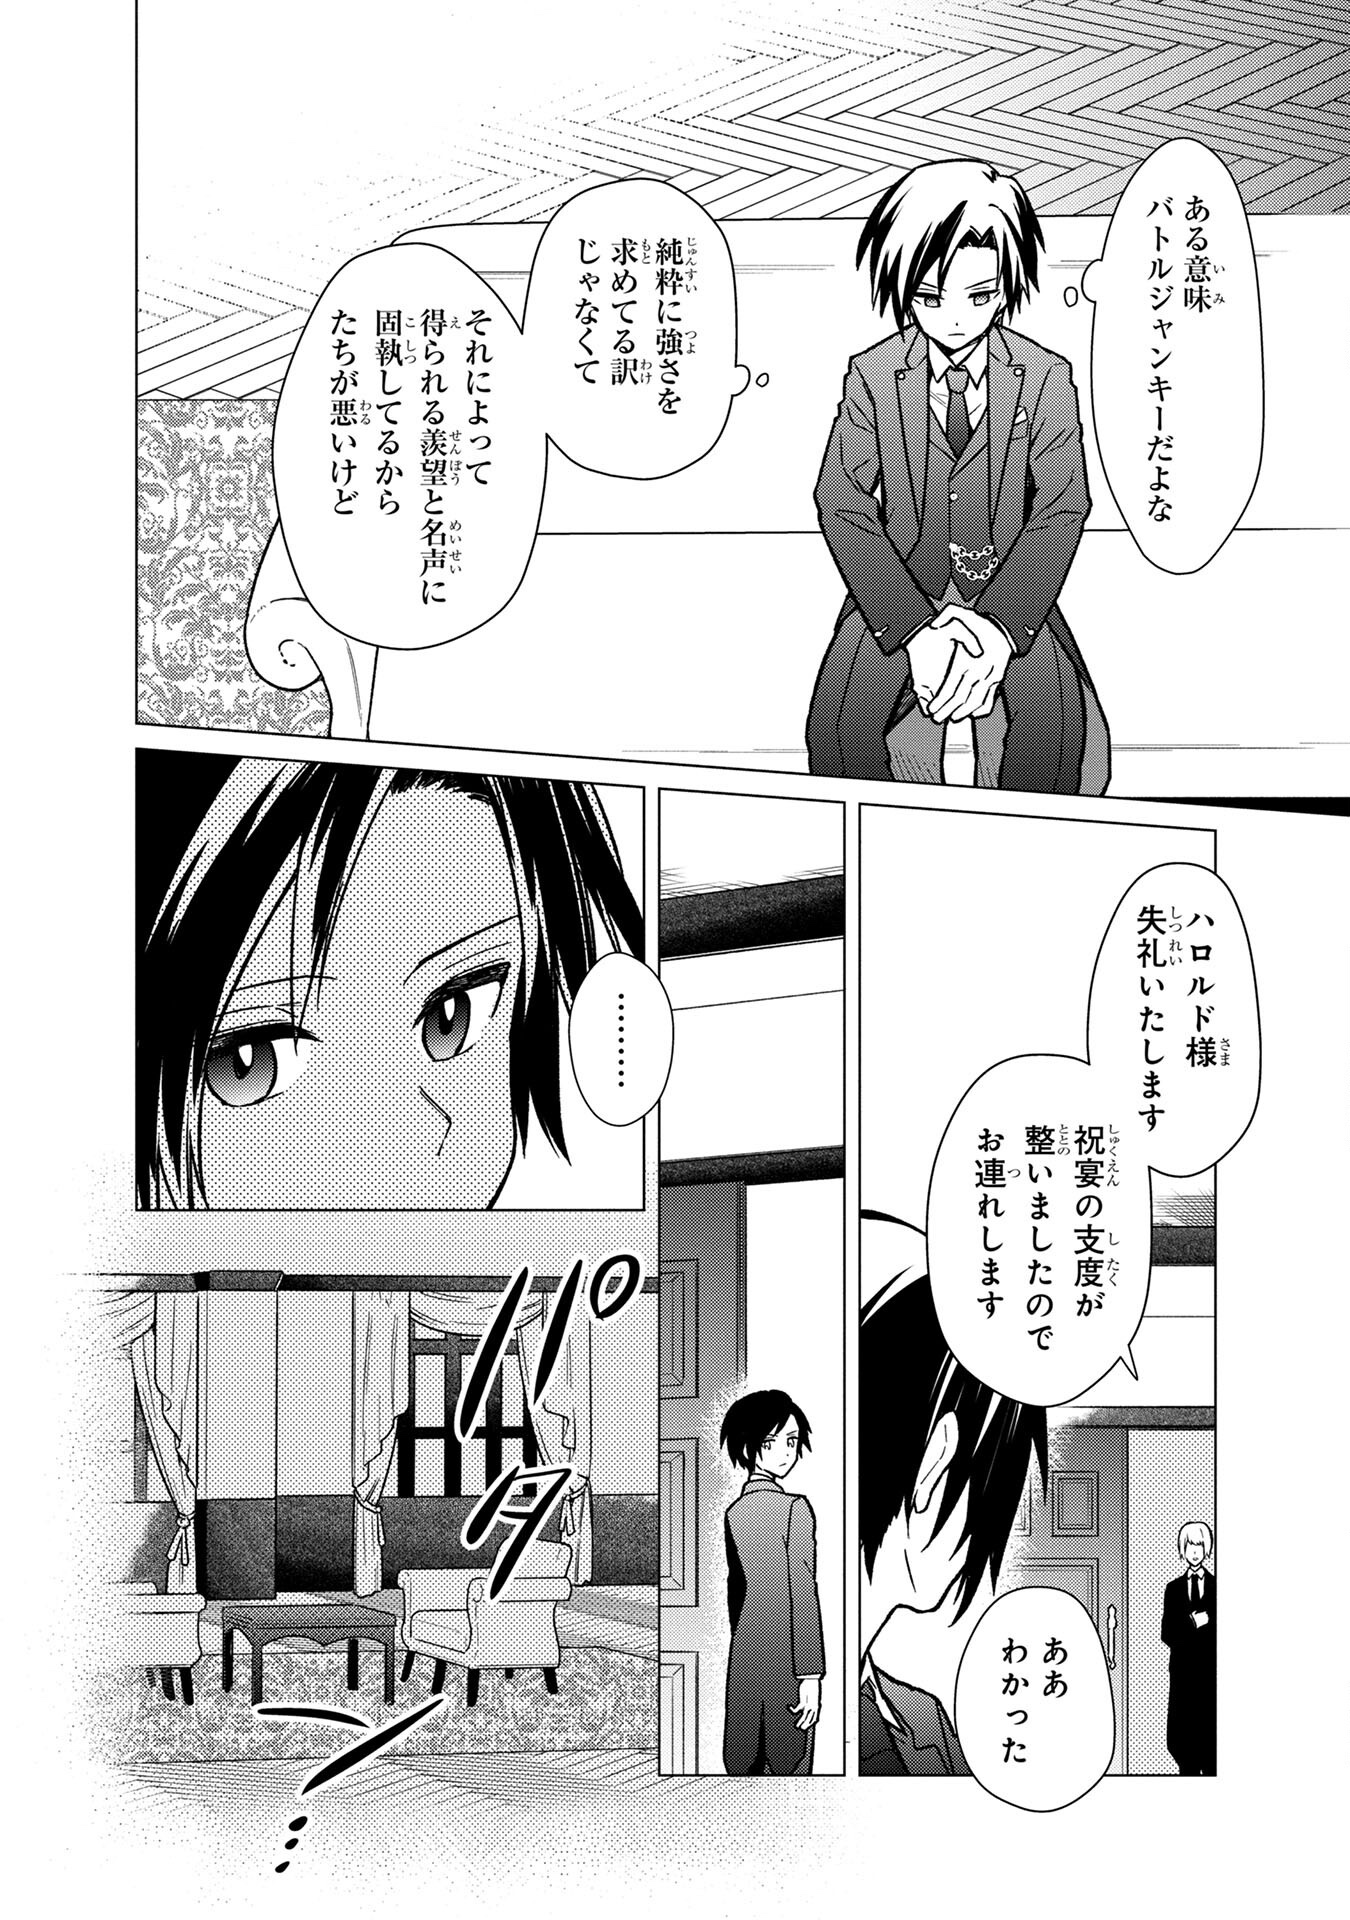 ある意味
バトルジャンキーだよな
純粋に強さを
求めてる訳
じゃなくて
それによって
得られる羨望と名声に
固執してるから
たちが悪いけど
ハロルド様
失礼いたします
祝宴の支度が
整いましたので
お連れします
ああ
わかった
………
パタン…